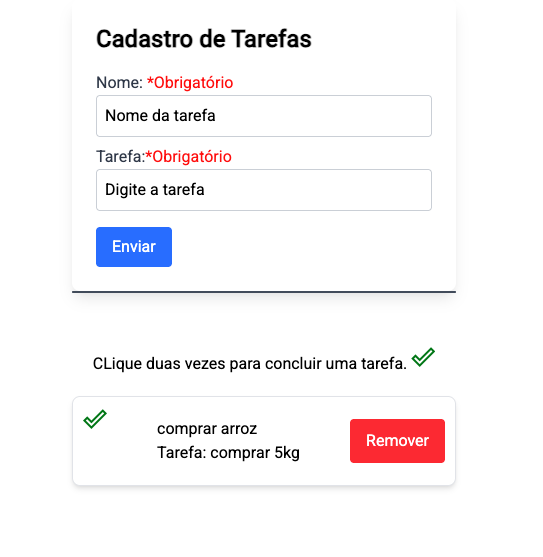 Cadastro de Tarefas
Nome: *Obrigatório
Nome da tarefa
Tarefa:*Obrigatório
Digite a tarefa
Enviar
CLique duas vezes para concluir uma tarefa.
comprar arroz
Tarefa: comprar 5kg
Remover